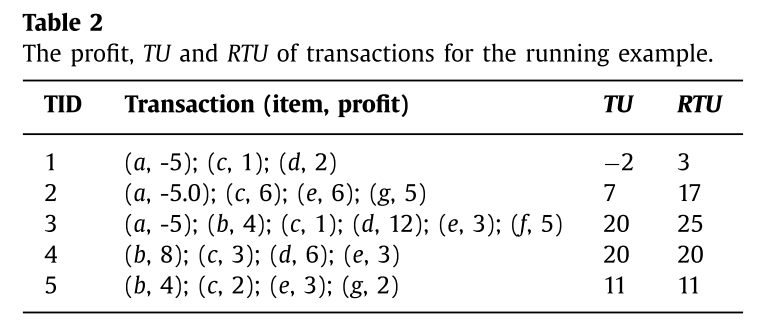 Table 2
The profit, TU and RTU of transactions for the running example.
TID Transaction (item, profit) TU RTU
1 (a, -5); (c, 1); (d, 2) −2 3
2 (a, -5.0); (c, 6); (e, 6); (g, 5) 7 17
3 (a, -5); (b, 4); (c, 1); (d, 12); (e, 3); (f, 5) 20 25
4 (b, 8); (c, 3); (d, 6); (e, 3) 20 20
5 (b, 4); (c, 2); (e, 3); (g, 2) 11 11